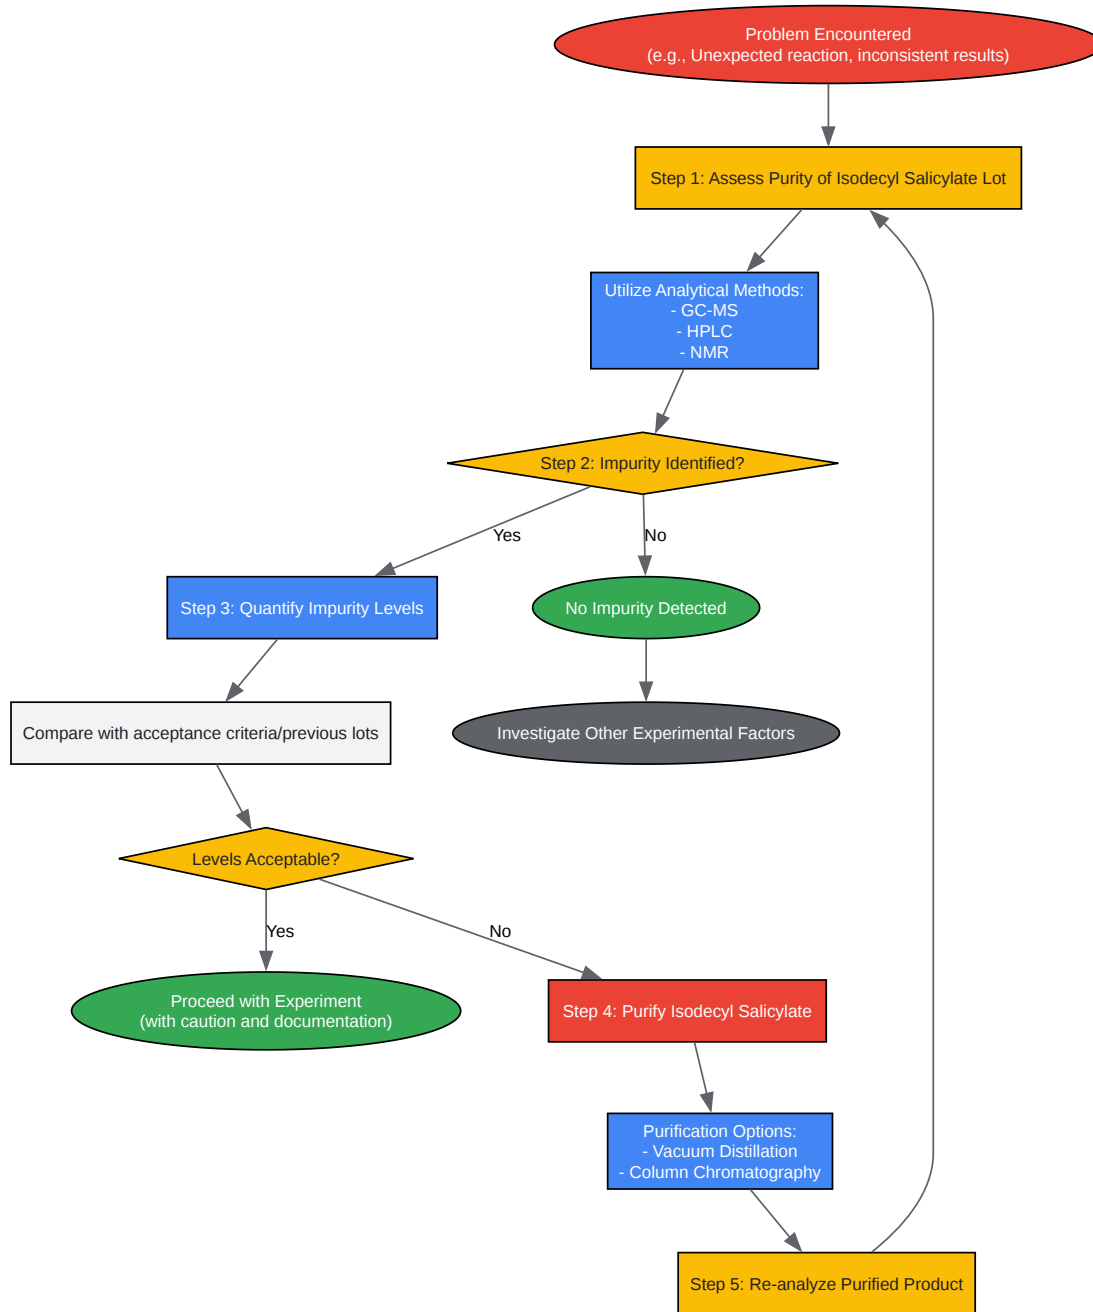 Problem Encountered
(e.g., Unexpected reaction, inconsistent results)
Step 1: Assess Purity of Isodecyl Salicylate Lot
Utilize Analytical Methods:
- GC-MS
- HPLC
- NMR
Step 2: Impurity Identified?
Yes
No
Step 3: Quantify Impurity Levels
No Impurity Detected
Compare with acceptance criteria/previous lots
Investigate Other Experimental Factors
Levels Acceptable?
Yes
No
Proceed with Experiment
(with caution and documentation)
Step 4: Purify Isodecyl Salicylate
Purification Options:
- Vacuum Distillation
- Column Chromatography
Step 5: Re-analyze Purified Product